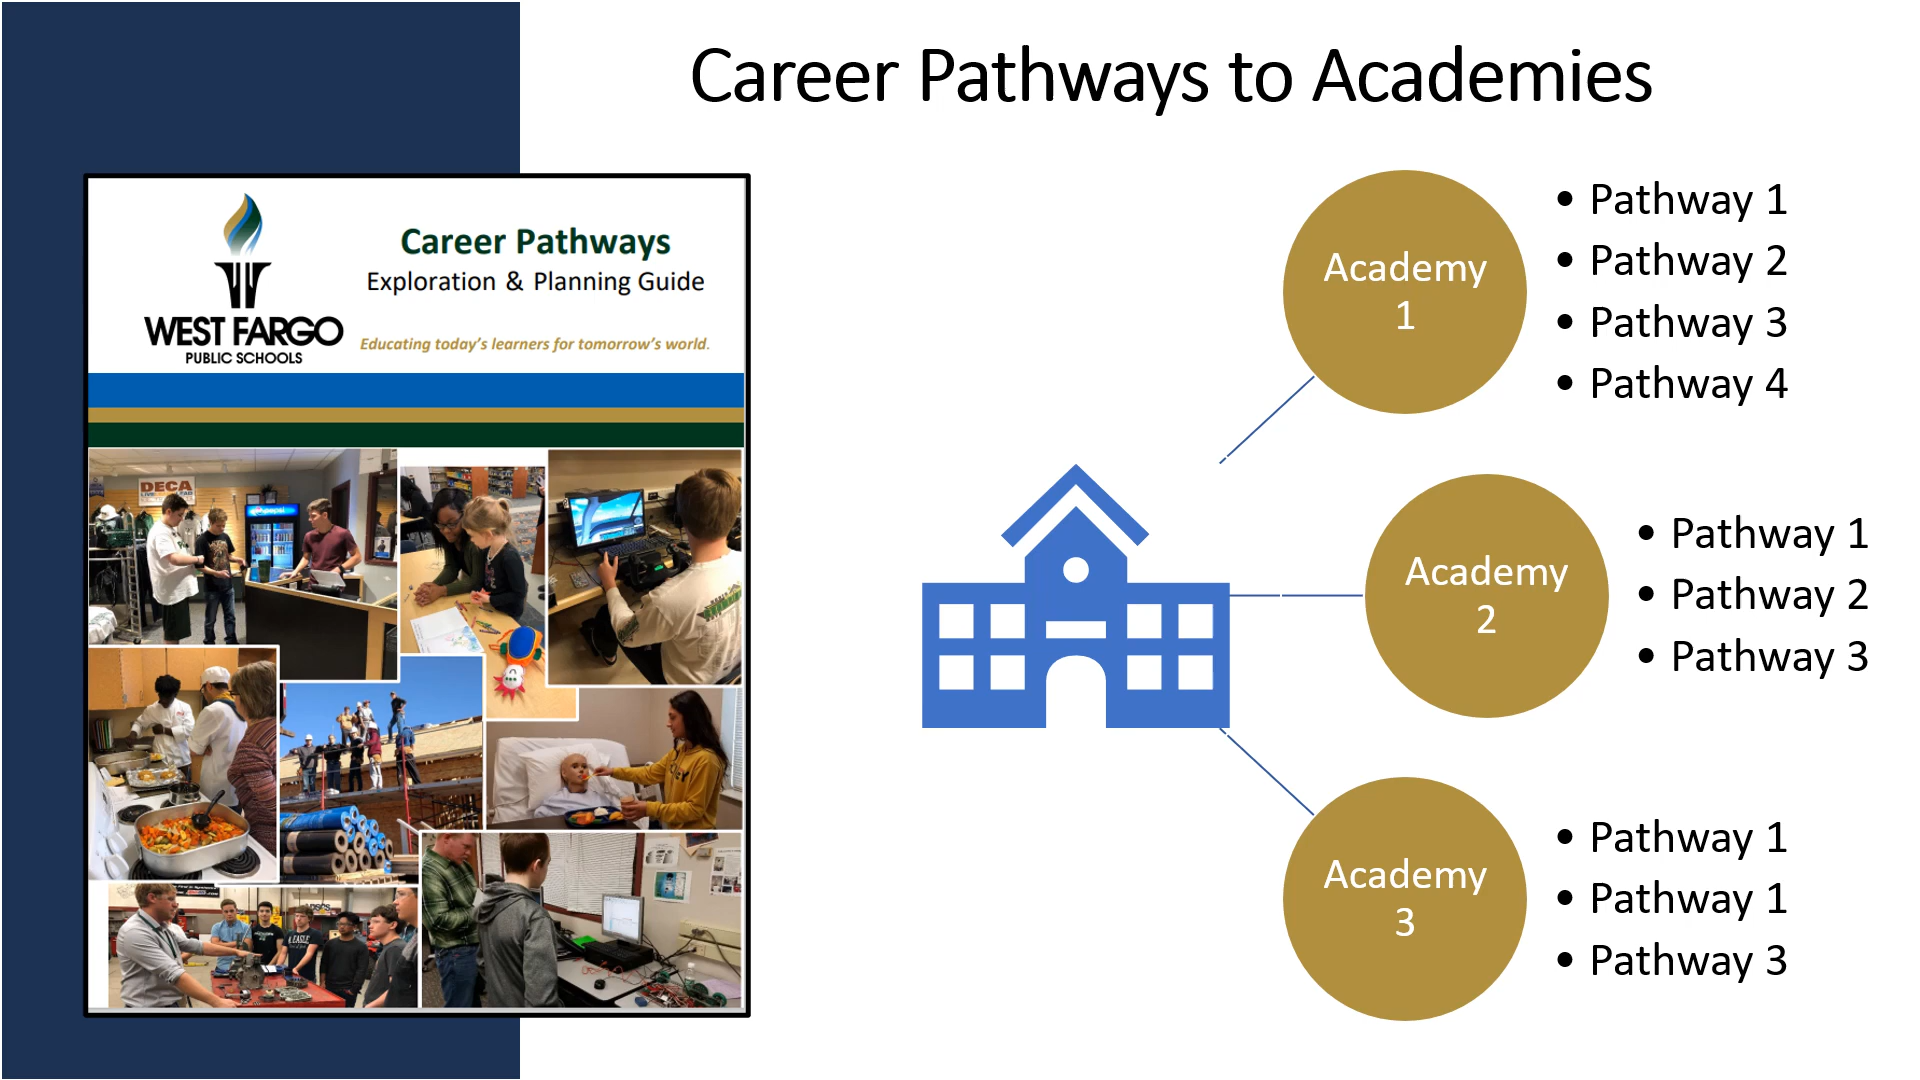 Career Pathways to Academies
Career Pathways
Exploration & Planning Guide
WEST FARGO
PUBLIC SCHOOLS
Educating today's learners for tomorrow's world.
DECA
pepsi
EAGLE
Academy
1
• Pathway 1
• Pathway 2
• Pathway 3
• Pathway 4
Academy
2
• Pathway 1
• Pathway 2
• Pathway 3
Academy
3
• Pathway 1
• Pathway 1
• Pathway 3